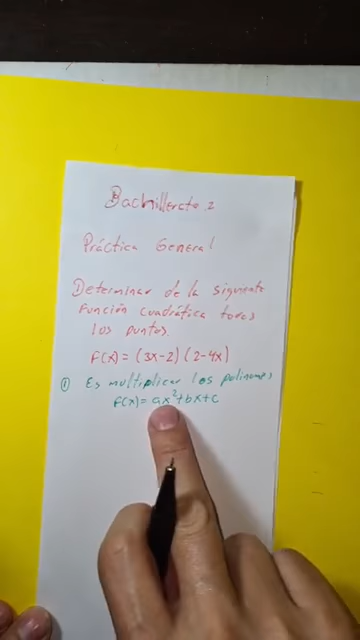 Bachillerato 2
Práctica General
Determinar de la siguiente
función cuadrática todos
los puntos.
F(x) = (3x-2) (2-4x)
① Es multiplicar los polinomios
F(x) = ax²+bx+c